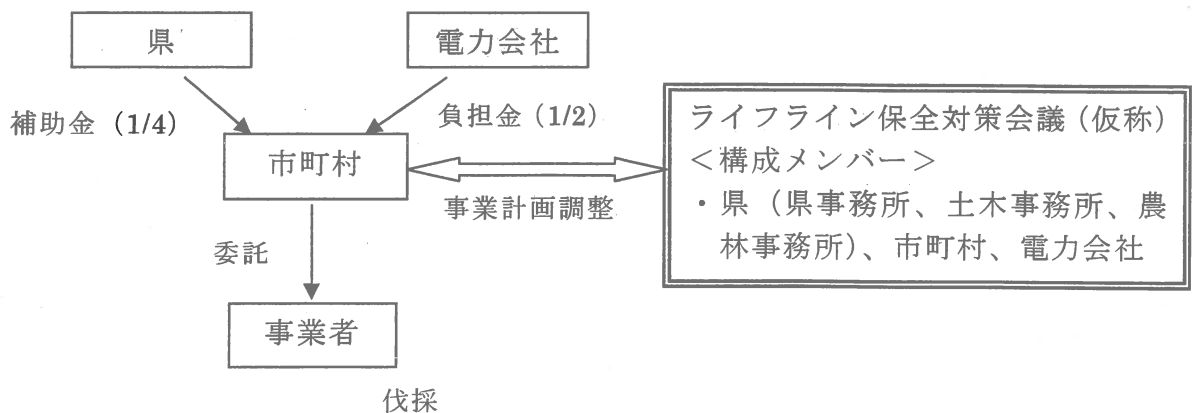 県
電力会社
補助金（1/4）
負担金（1/2）
市町村
ライフライン保全対策会議（仮称）
＜構成メンバー＞
・県（県事務所、土木事務所、農
林事務所）、市町村、電力会社
事業計画調整
委託
事業者
伐採